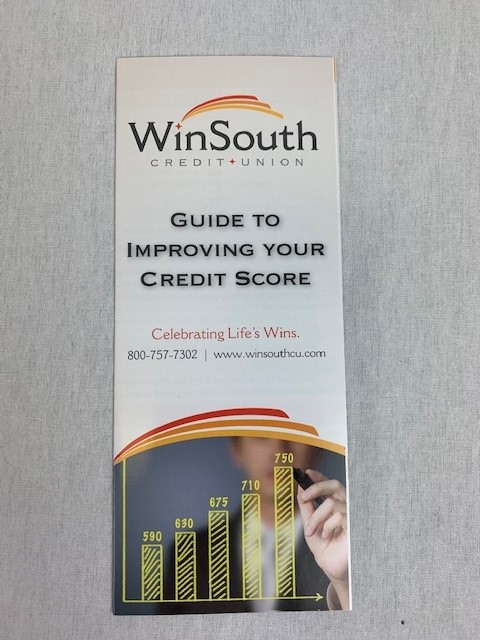 WinSouth
CREDIT UNION
GUIDE TO
IMPROVING YOUR
CREDIT SCORE
Celebrating Life's Wins.
800-757-7302 | www.winsouthcu.com
590
630
675
710
750